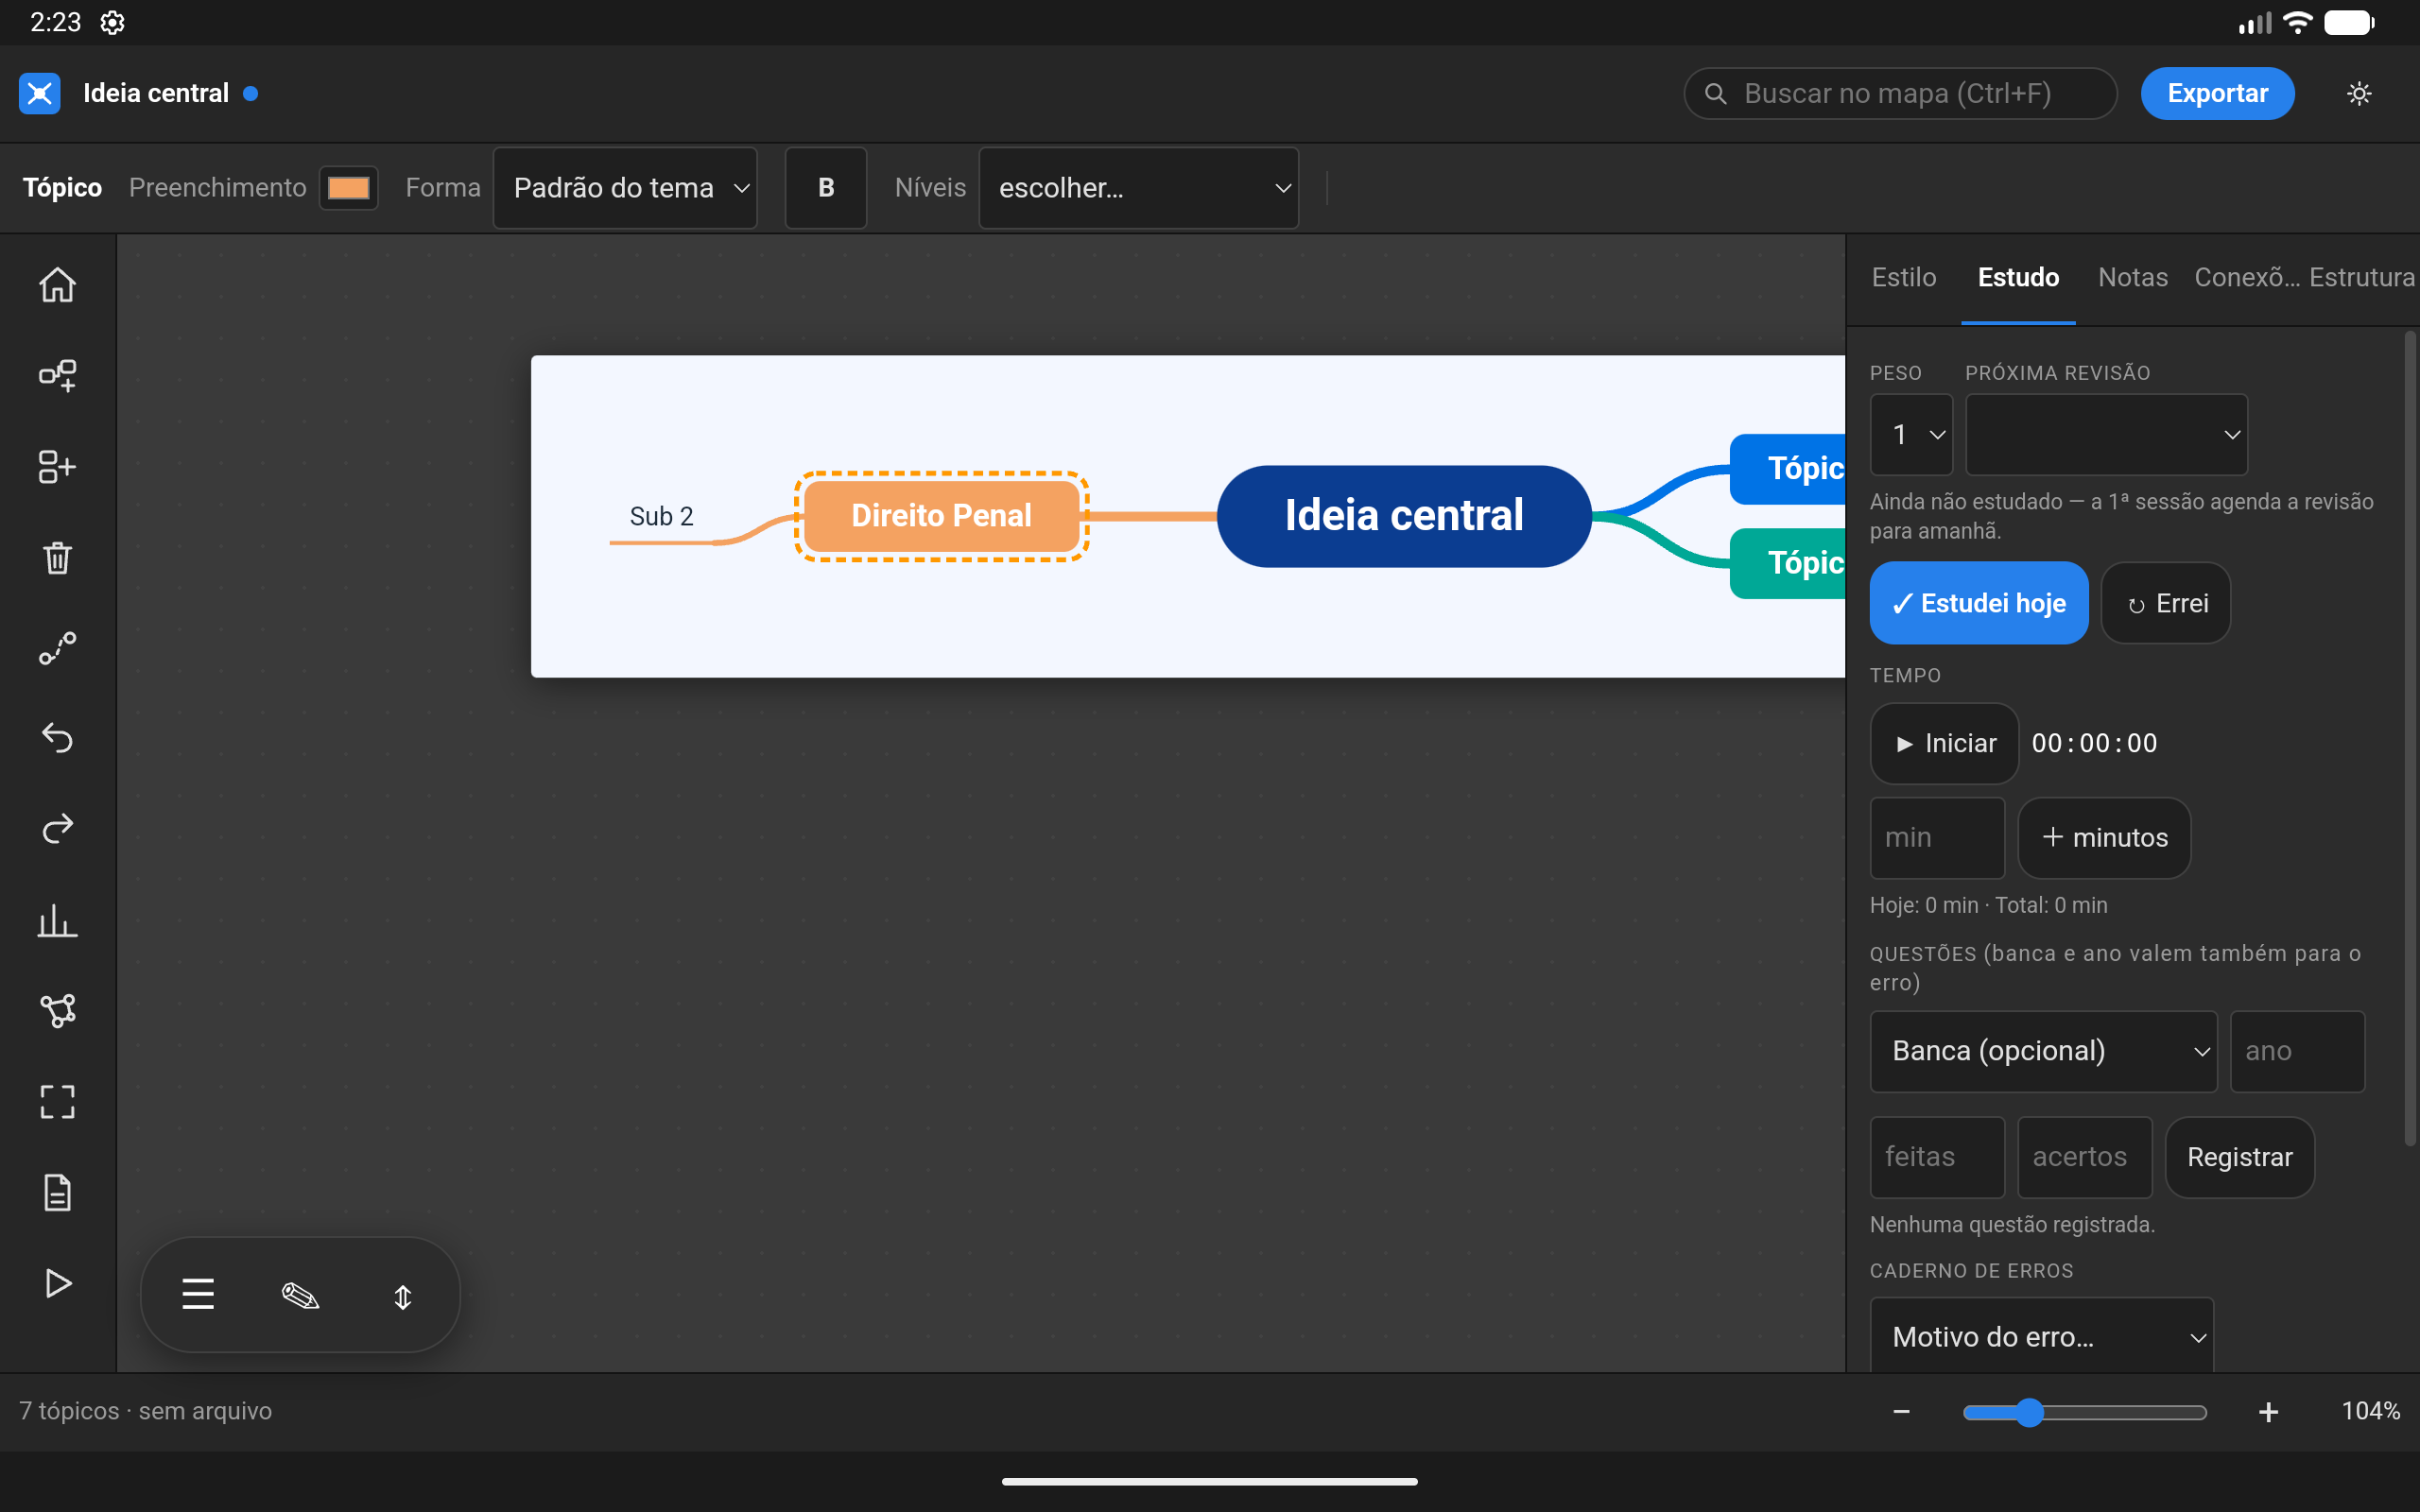 2:23
Ideia central
Buscar no mapa (Ctrl+F)
Exportar
Tópico
Preenchimento
Forma
Padrão do tema
B
Níveis
escolher...
Estilo
Estudo
Notas
Conexõ...
Estrutura
Sub 2
Direito Penal
Ideia central
Tópic
Tópic
PESO
PRÓXIMA REVISÃO
1
Ainda não estudado — a 1ª sessão agenda a revisão
para amanhã.
✓ Estudei hoje
↻ Errei
TEMPO
▶ Iniciar
00:00:00
min
+ minutos
Hoje: 0 min · Total: 0 min
QUESTÕES (banca e ano valem também para o
erro)
Banca (opcional)
ano
feitas
acertos
Registrar
Nenhuma questão registrada.
CADERNO DE ERROS
Motivo do erro...
7 tópicos · sem arquivo
−
+
104%